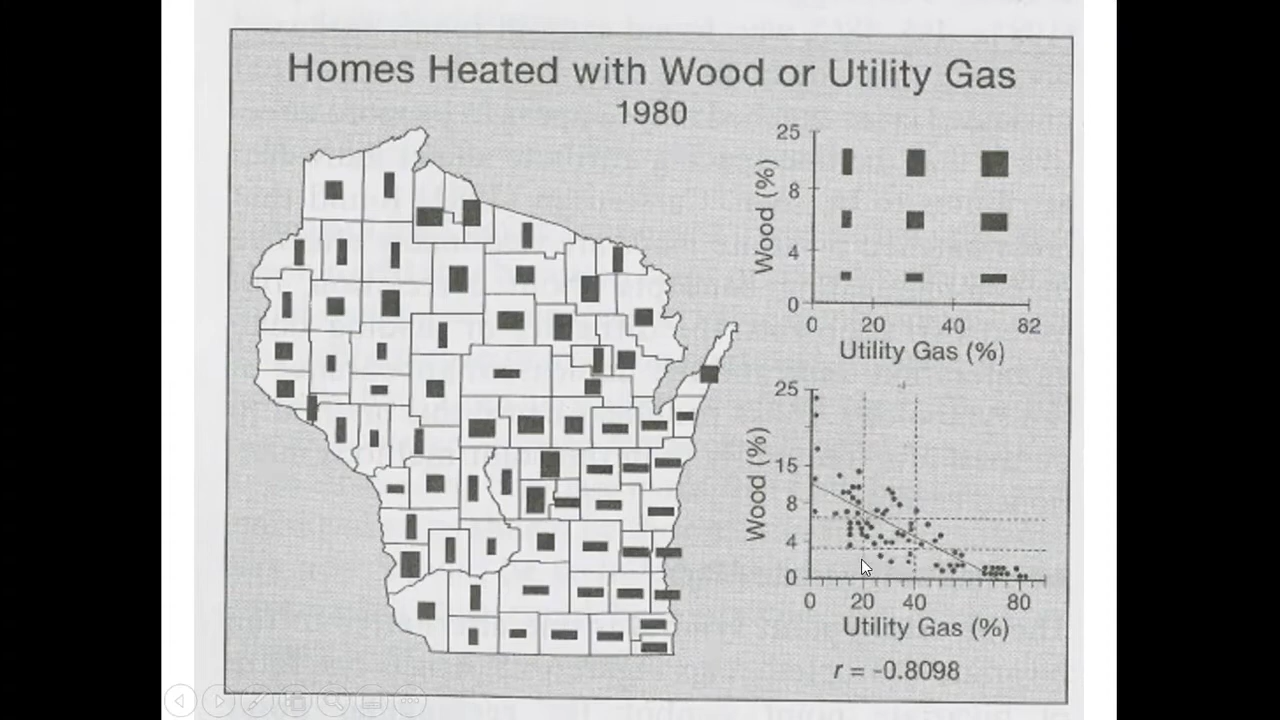 Homes Heated with Wood or Utility Gas
1980
25
8
4
0
Wood (%)
0 20 40 82
Utility Gas (%)
25
15
8
4
0
Wood (%)
0 20 40 80
Utility Gas (%)
r = -0.8098